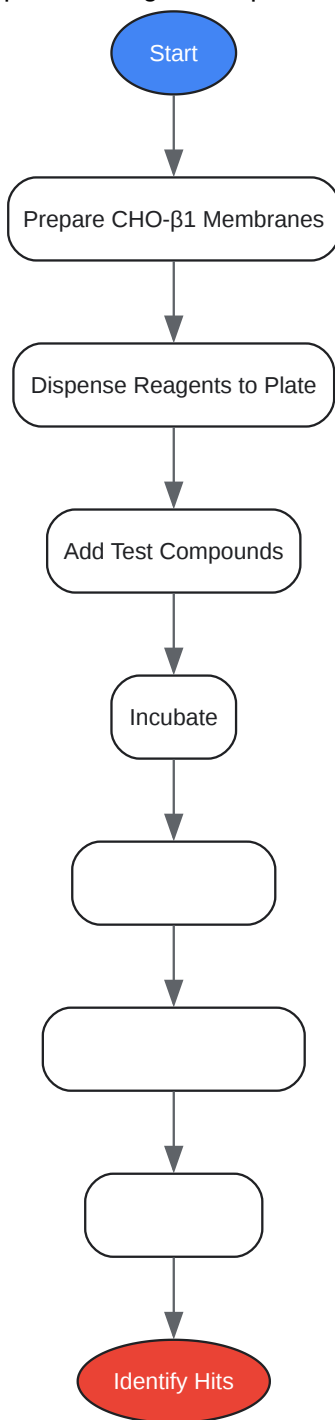 Start
Prepare CHO-β1 Membranes
Dispense Reagents to Plate
Add Test Compounds
Incubate
Identify Hits